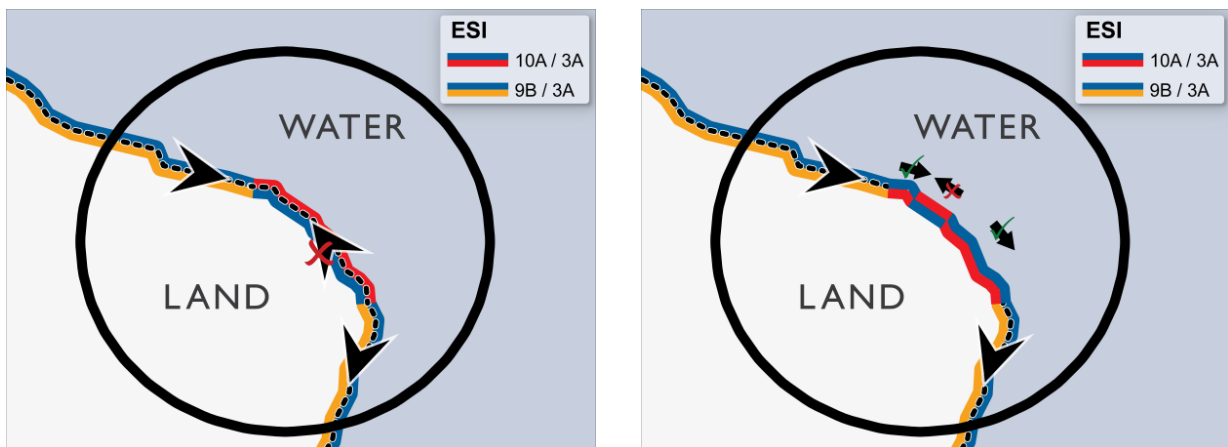 ESI
10A / 3A
9B / 3A
WATER
LAND
ESI
10A / 3A
9B / 3A
WATER
LAND